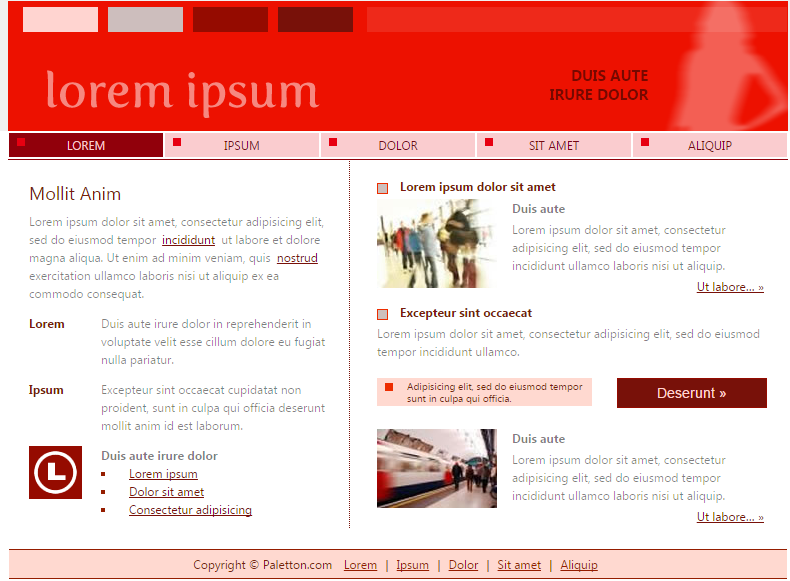 lorem ipsum
DUIS AUTE
IRURE DOLOR
LOREM
IPSUM
DOLOR
SIT AMET
ALIQUIP
Mollit Anim
Lorem ipsum dolor sit amet, consectetur adipisicing elit,
sed do eiusmod tempor incididunt ut labore et dolore
magna aliqua. Ut enim ad minim veniam, quis nostrud
exercitation ullamco laboris nisi ut aliquip ex ea
commodo consequat.
Lorem
Duis aute irure dolor in reprehenderit in
voluptate velit esse cillum dolore eu fugiat
nulla pariatur.
Ipsum
Excepteur sint occaecat cupidatat non
proident, sunt in culpa qui officia deserunt
mollit anim id est laborum.
L
Duis aute irure dolor
Lorem ipsum
Dolor sit amet
Consectetur adipisicing
Lorem ipsum dolor sit amet
Duis aute
Lorem ipsum dolor sit amet, consectetur
adipisicing elit, sed do eiusmod tempor
incididunt ullamco laboris nisi ut aliquip.
Ut labore... »
Excepteur sint occaecat
Lorem ipsum dolor sit amet, consectetur adipisicing elit, sed do eiusmod
tempor incididunt ullamco.
Adipisicing elit, sed do eiusmod tempor
sunt in culpa qui officia.
Deserunt »
Duis aute
Lorem ipsum dolor sit amet, consectetur
adipisicing elit, sed do eiusmod tempor
incididunt ullamco laboris nisi ut aliquip.
Ut labore... »
Copyright © Paletton.com Lorem | Ipsum | Dolor | Sit amet | Aliquip